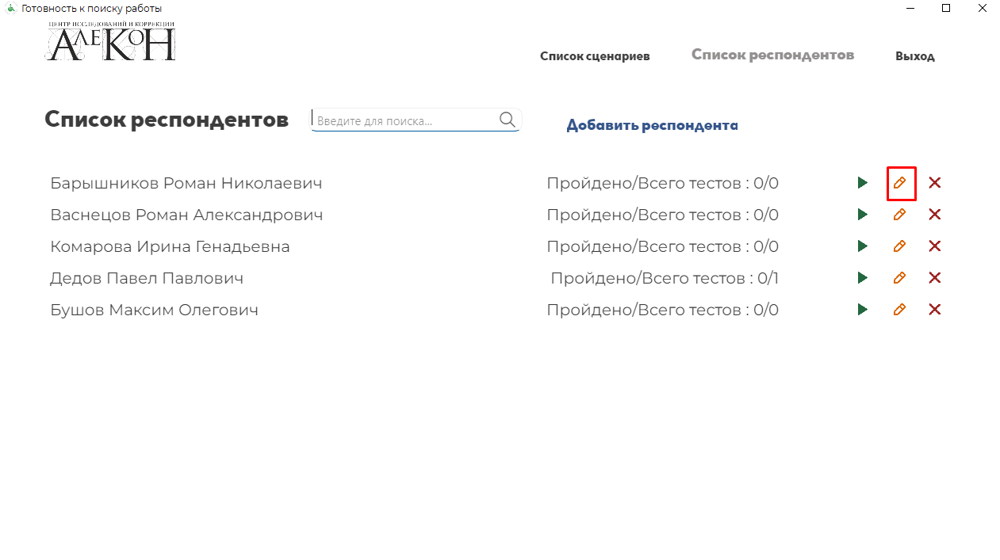 Готовность к поиску работы
ЦЕНТР ИССЛЕДОВАНИЙ И КОРРЕКЦИИ
АЛЕКОН
Список сценариев Список респондентов Выход
Список респондентов Введите для поиска... Добавить респондента
Барышников Роман Николаевич Пройдено/Всего тестов : 0/0
Васнецов Роман Александрович Пройдено/Всего тестов : 0/0
Комарова Ирина Генадьевна Пройдено/Всего тестов : 0/0
Дедов Павел Павлович Пройдено/Всего тестов : 0/1
Бушов Максим Олегович Пройдено/Всего тестов : 0/0